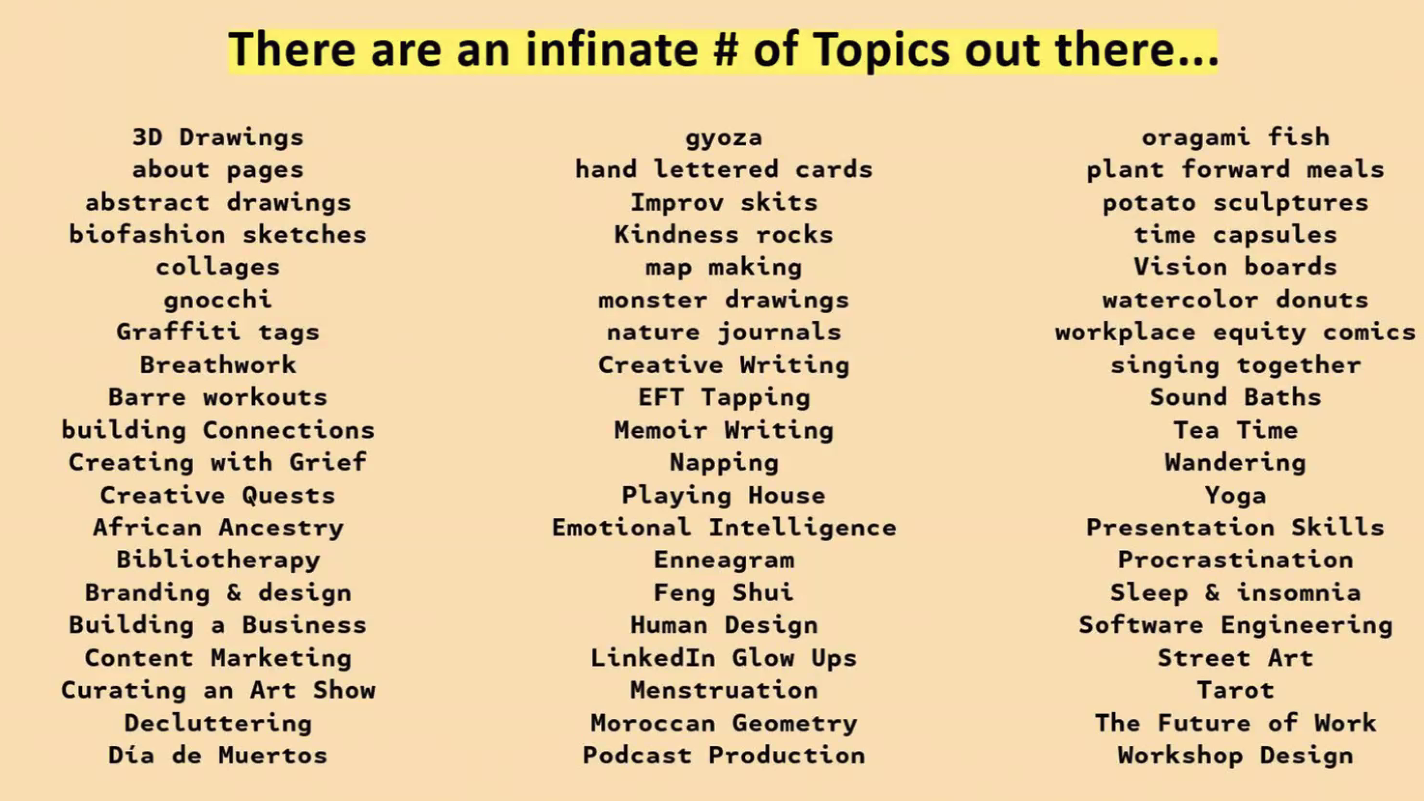 There are an infinate # of Topics out there...
3D Drawings
about pages
abstract drawings
biofashion sketches
collages
gnocchi
Graffiti tags
Breathwork
Barre workouts
building Connections
Creating with Grief
Creative Quests
African Ancestry
Bibliotherapy
Branding & design
Building a Business
Content Marketing
Curating an Art Show
Decluttering
Día de Muertos
gyoza
hand lettered cards
Improv skits
Kindness rocks
map making
monster drawings
nature journals
Creative Writing
EFT Tapping
Memoir Writing
Napping
Playing House
Emotional Intelligence
Enneagram
Feng Shui
Human Design
LinkedIn Glow Ups
Menstruation
Moroccan Geometry
Podcast Production
oragami fish
plant forward meals
potato sculptures
time capsules
Vision boards
watercolor donuts
workplace equity comics
singing together
Sound Baths
Tea Time
Wandering
Yoga
Presentation Skills
Procrastination
Sleep & insomnia
Software Engineering
Street Art
Tarot
The Future of Work
Workshop Design